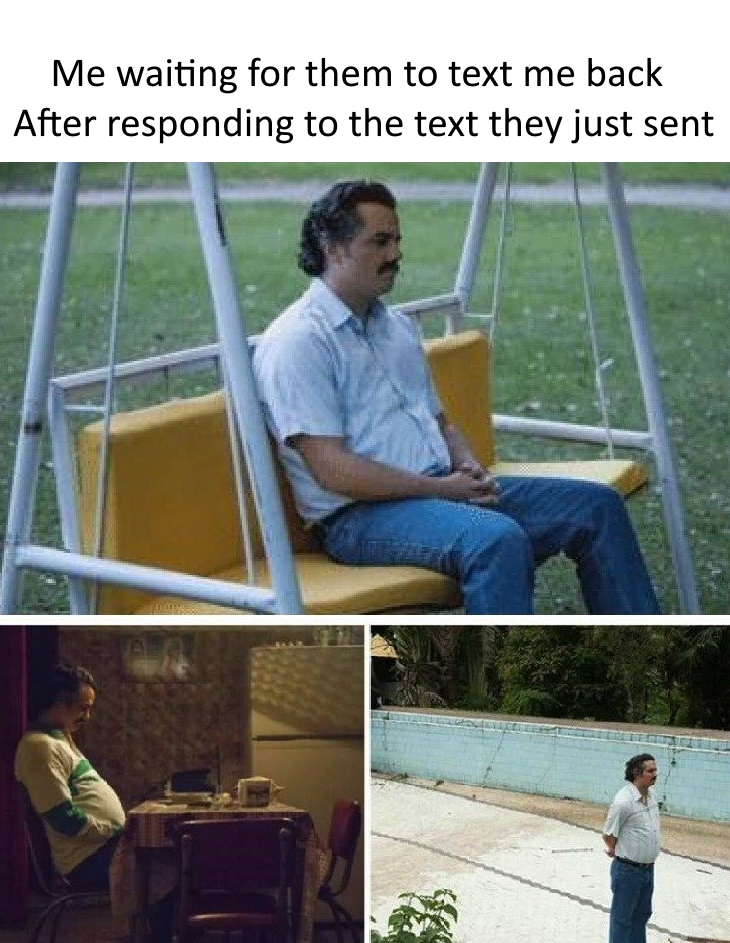 Me waiting for them to text me back
After responding to the text they just sent